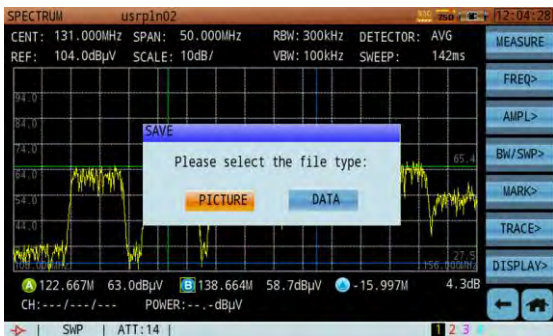 SPECTRUM usrpln02 750 12:04:28
CENT: 131.000MHz SPAN: 50.000MHz RBW: 300kHz DETECTOR: AVG
REF: 104.0dBμV SCALE: 10dB/ VBW: 100kHz SWEEP: 142ms
MEASURE
FREQ>
AMPL>
BW/SWP>
MARK>
TRACE>
DISPLAY>
94.0
84.0
74.0
64.0
54.0
44.0
65.4
27.5
SAVE
Please select the file type:
PICTURE DATA
106.000MHz 156.000MHz
A 122.667M 63.0dBμV B 138.664M 58.7dBμV -15.997M 4.3dB
CH:---/---/--- POWER:--.-dBμV
SWP | ATT:14 | 1 2 3